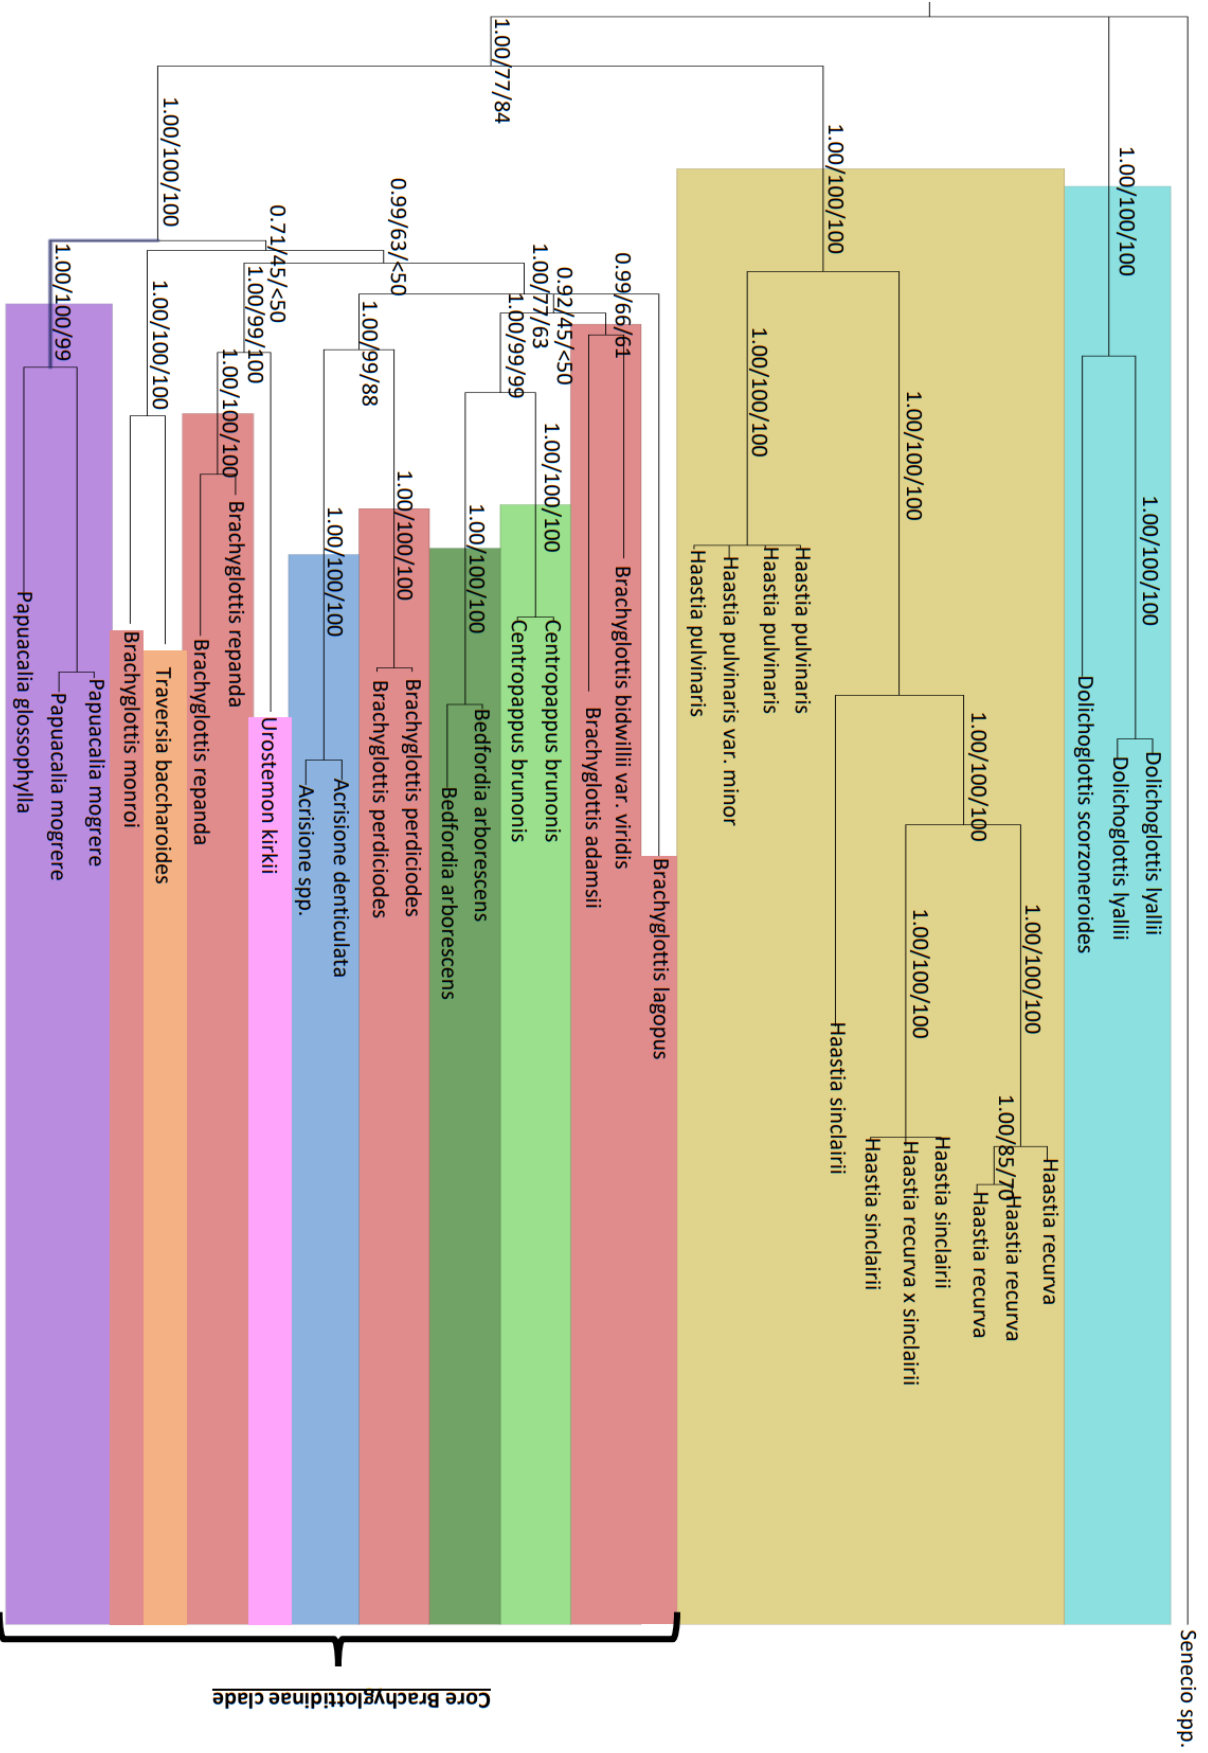 Senecio spp.
1.00/100/100
1.00/100/100
Dolichoglottis lyallii
Dolichoglottis lyallii
Dolichoglottis scorzoneroides
1.00/77/84
1.00/100/100
1.00/100/100
1.00/100/100
1.00/100/100
Haastia recurva
1.00/85/70
Haastia recurva
Haastia recurva
1.00/100/100
Haastia sinclairii
Haastia recurva x sinclairii
Haastia sinclairii
Haastia sinclairii
1.00/100/100
Haastia pulvinaris
Haastia pulvinaris
Haastia pulvinaris var. minor
Haastia pulvinaris
Brachyglottis lagopus
0.99/66/61
Brachyglottis bidwillii var. viridis
Brachyglottis adamsii
0.92/45/<50
1.00/77/63
1.00/99/99
1.00/100/100
Centropappus brunonis
Centropappus brunonis
1.00/100/100
Bedfordia arborescens
Bedfordia arborescens
0.99/63/<50
1.00/99/88
1.00/100/100
Brachyglottis perdiciodes
Brachyglottis perdiciodes
1.00/100/100
Acrisione denticulata
Acrisione spp.
0.71/45/<50
1.00/99/100
Urostemon kirkii
1.00/100/100
Brachyglottis repanda
Brachyglottis repanda
1.00/100/100
1.00/100/100
Traversia baccharoides
Brachyglottis monroi
1.00/100/99
Papuacalia mogrere
Papuacalia mogrere
Papuacalia glossophylla
Core Brachyglottidinae clade